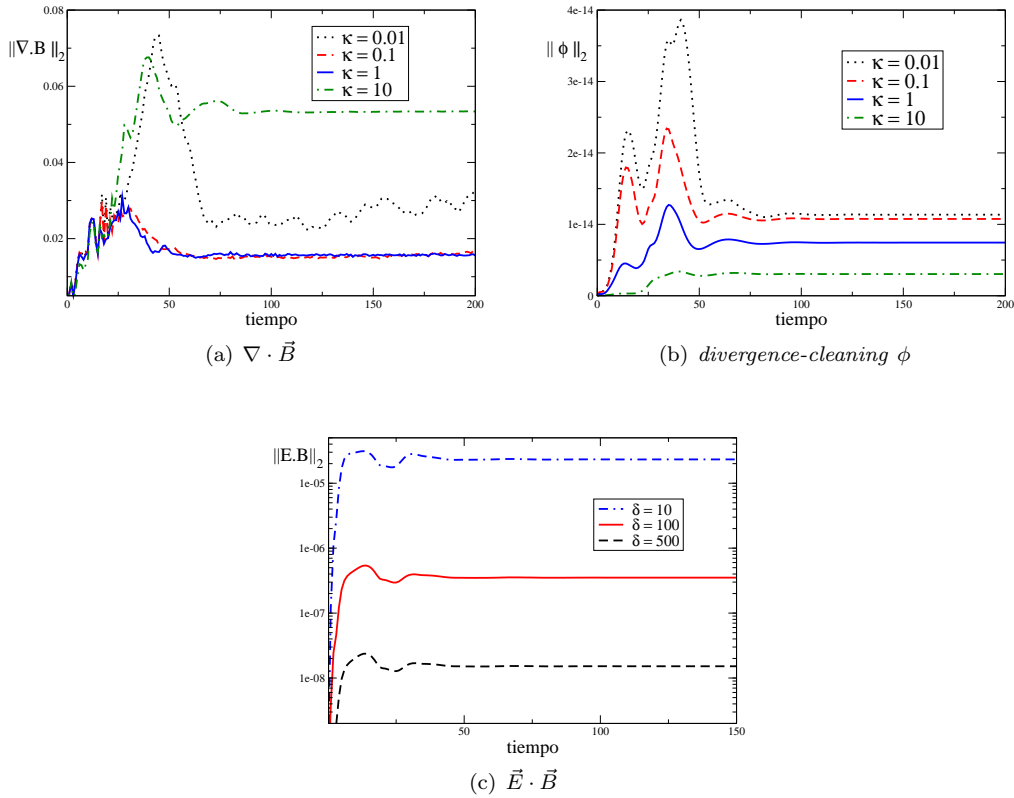 0.08
||∇.B||₂
0.06
0.04
0.02
0 50 100 150 200
tiempo
κ = 0.01
κ = 0.1
κ = 1
κ = 10
(a) ∇ · B⃗
4e-14
|| ϕ ||₂
3e-14
2e-14
1e-14
0
0 50 100 150 200
tiempo
κ = 0.01
κ = 0.1
κ = 1
κ = 10
(b) divergence-cleaning ϕ
||E.B||₂
1e-05
1e-06
1e-07
1e-08
50 100 150
tiempo
δ = 10
δ = 100
δ = 500
(c) E⃗ · B⃗